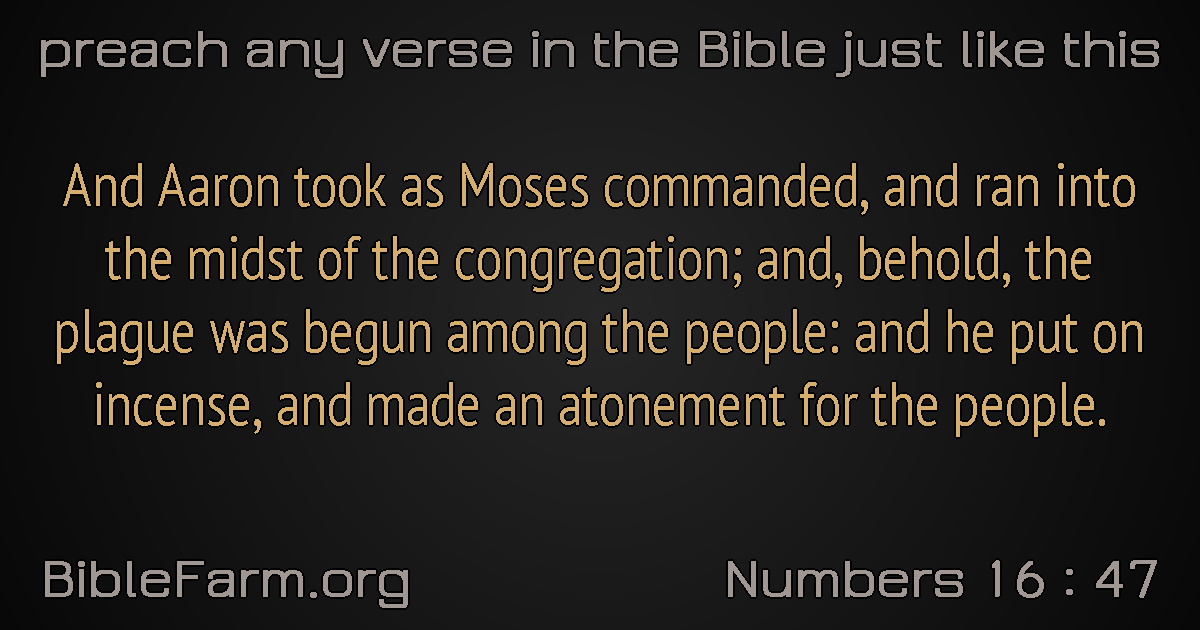 preach any verse in the Bible just like this
And Aaron took as Moses commanded, and ran into
the midst of the congregation; and, behold, the
plague was begun among the people: and he put on
incense, and made an atonement for the people.
BibleFarm.org
Numbers 16 : 47